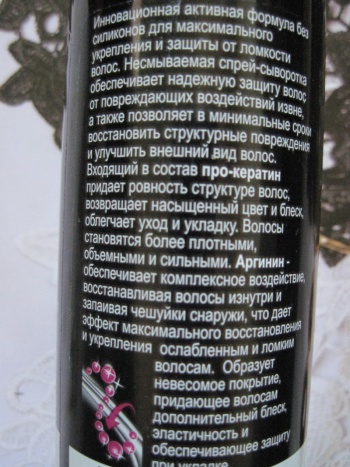 Инновационная активная формула без
силиконов для максимального
укрепления и защиты от ломкости
волос. Несмываемая спрей-сыворотка
обеспечивает надежную защиту волос
от повреждающих воздействий извне,
а также позволяет в минимальные сроки
восстановить структурные повреждения
и улучшить внешний вид волос.
Входящий в состав про-кератин
придает ровность структуре волос,
возвращает насыщенный цвет и блеск,
облегчает уход и укладку. Волосы
становятся более плотными,
объемными и сильными. Аргинин -
обеспечивает комплексное воздействие,
восстанавливая волосы изнутри и
запаивая чешуйки снаружи, что дает
эффект максимального восстановления
и укрепления ослабленным и ломким
волосам. Образует
невесомое покрытие,
придающее волосам
дополнительный блеск,
эластичность и
обеспечивающее защиту
при укладке